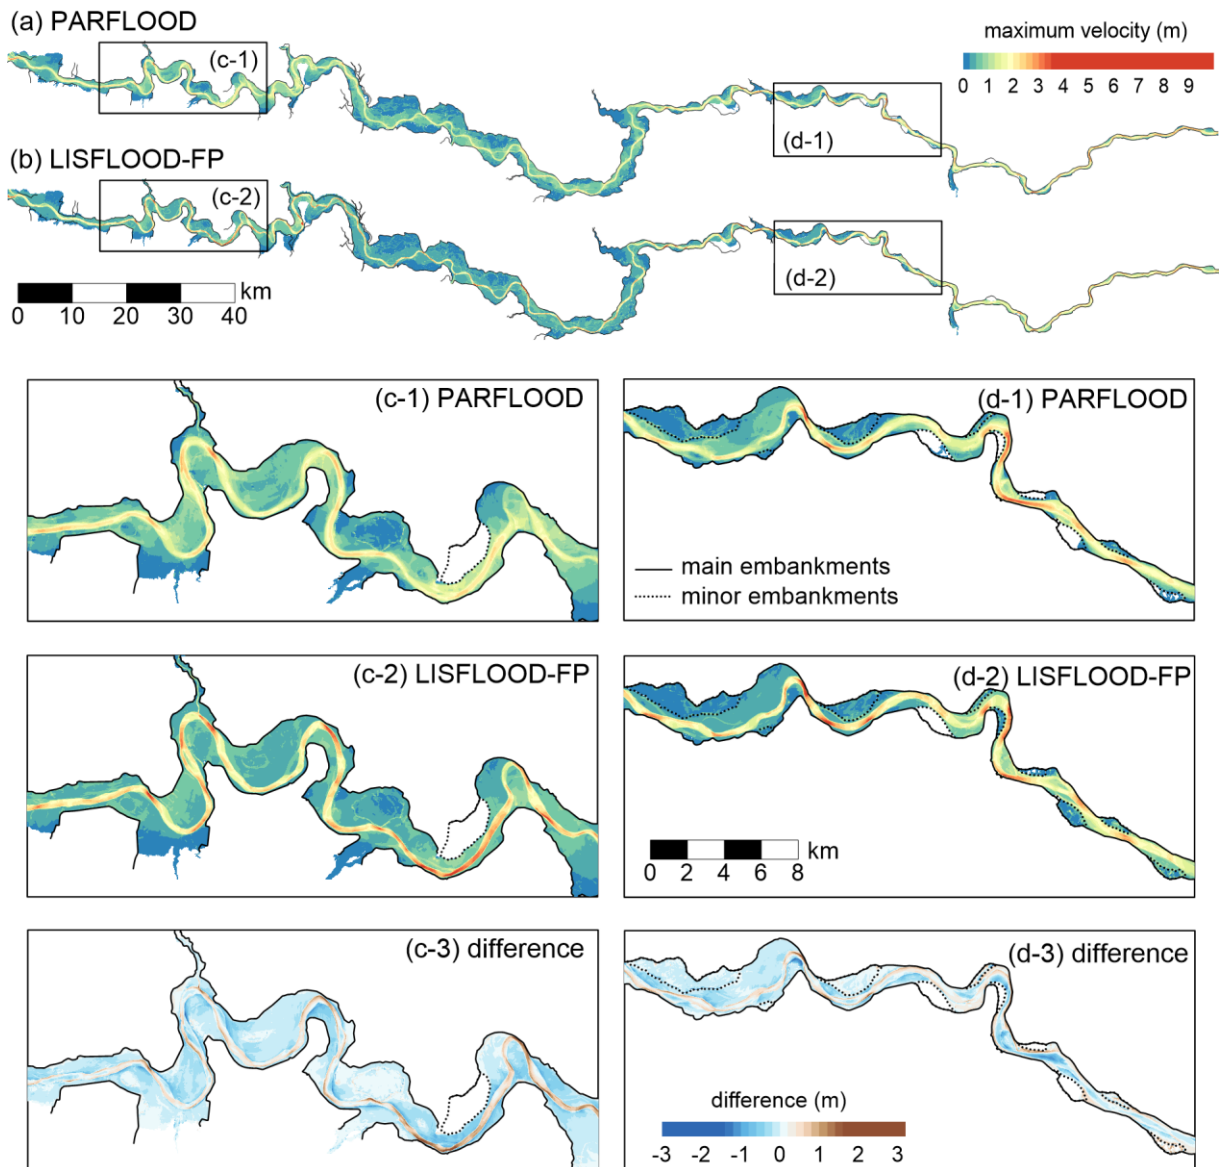 (a) PARFLOOD
maximum velocity (m)
(c-1)
0 1 2 3 4 5 6 7 8 9
(d-1)
(b) LISFLOOD-FP
(c-2)
(d-2)
km
0 10 20 30 40
(c-1) PARFLOOD
(d-1) PARFLOOD
main embankments
minor embankments
(c-2) LISFLOOD-FP
(d-2) LISFLOOD-FP
km
0 2 4 6 8
(c-3) difference
(d-3) difference
difference (m)
-3 -2 -1 0 1 2 3